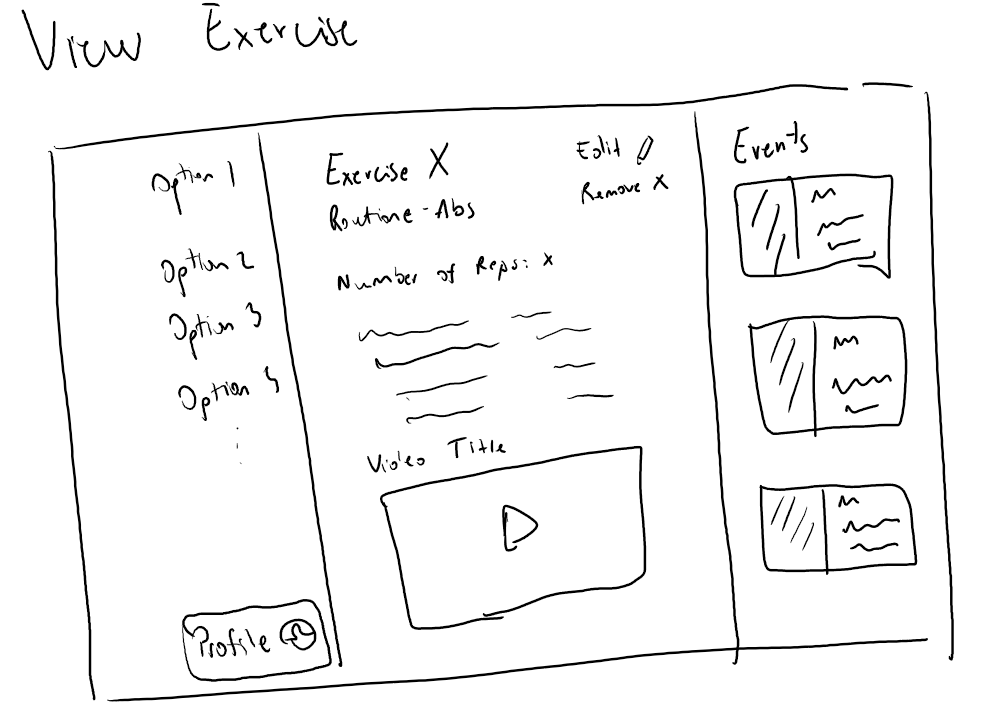 View Exercise
Option 1
Option 2
Option 3
Option 5
Profile
Exercise X
Routine - Abs
Edit
Remove X
Number of Reps: x
Video Title
Events